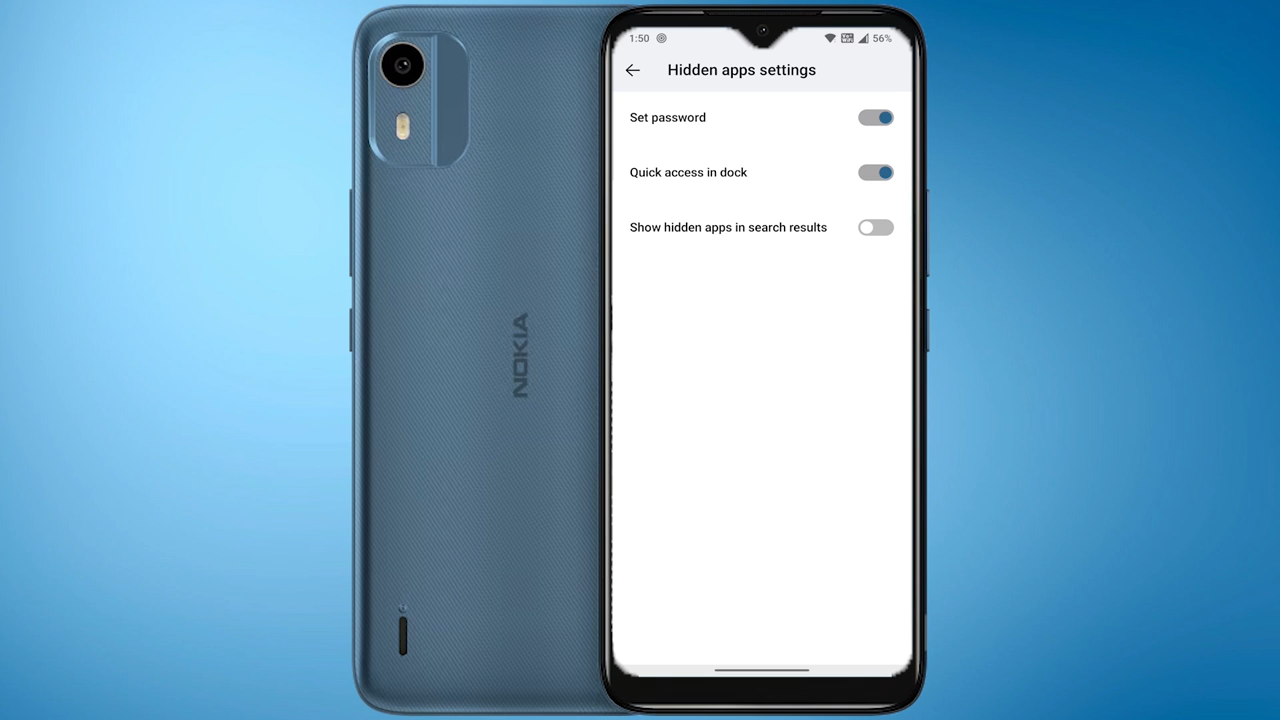 NOKIA
1:50 56%
Hidden apps settings
Set password
Quick access in dock
Show hidden apps in search results